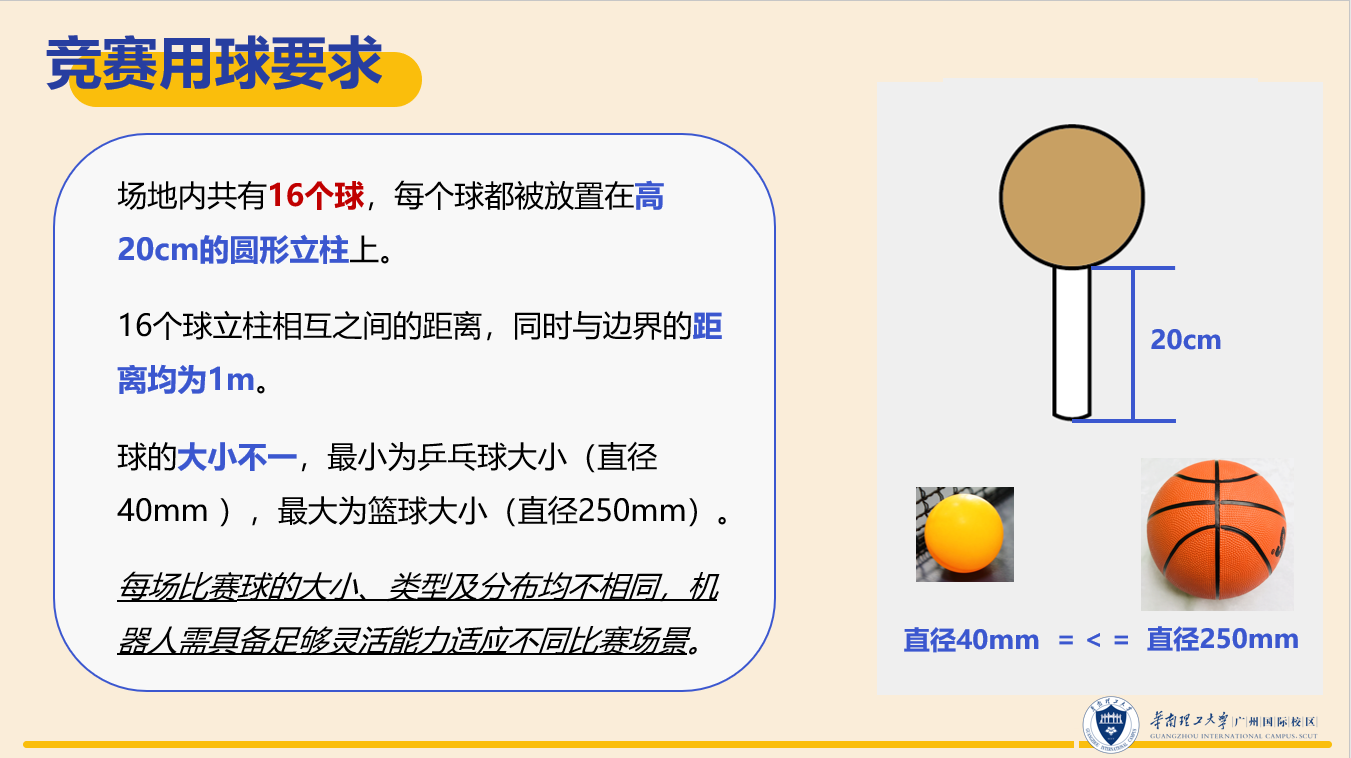 竞赛用球要求
场地内共有16个球，每个球都被放置在高
20cm的圆形立柱上。
16个球立柱相互之间的距离，同时与边界的距
离均为1m。
球的大小不一，最小为乒乓球大小（直径
40mm ），最大为篮球大小（直径250mm）。
每场比赛球的大小、类型及分布均不相同，机
器人需具备足够灵活能力适应不同比赛场景。
20cm
直径40mm = < = 直径250mm
华南理工大学|广州国际校区|
GUANGZHOU INTERNATIONAL CAMPUS, SCUT